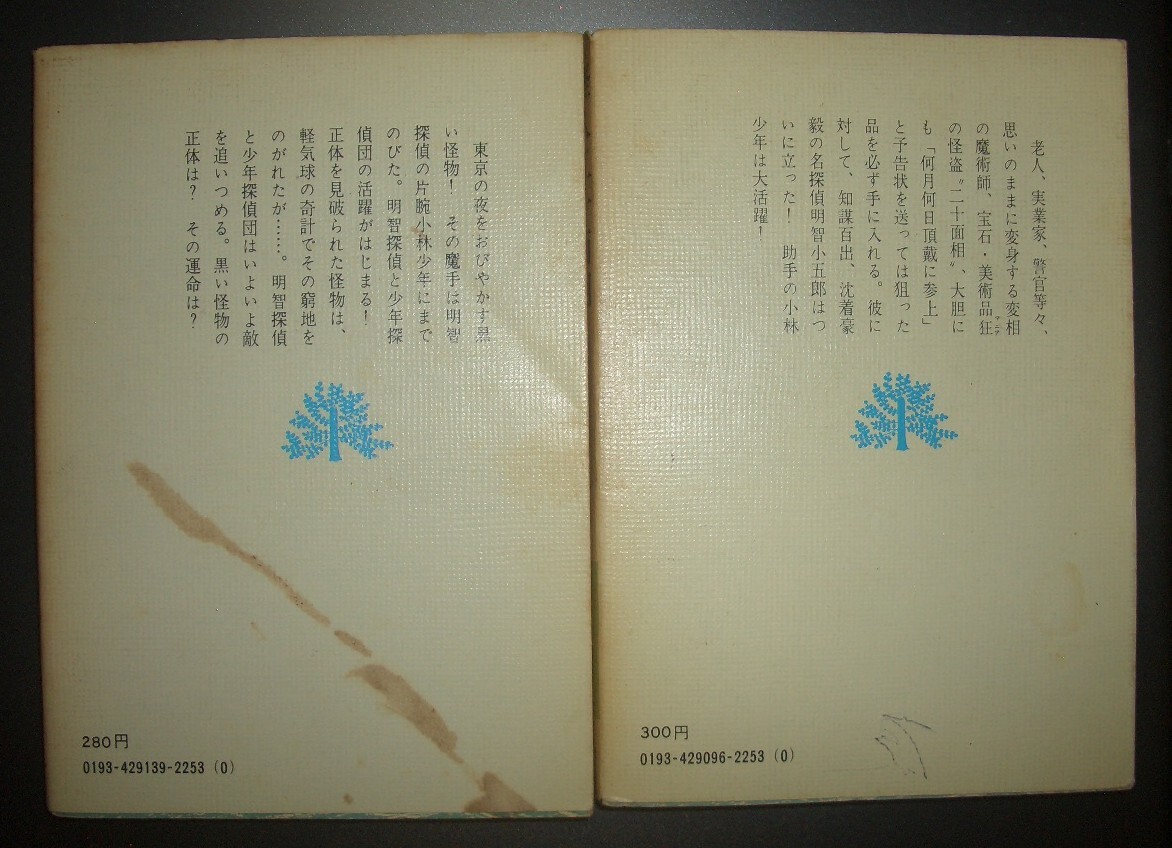 東京の夜をおびやかす黒
い怪物！　その魔手は明智
探偵の片腕小林少年にまで
のびた。明智探偵と少年探
偵団の活躍がはじまる！
正体を見破られた怪物は、
軽気球の奇計でその窮地を
のがれたが……。明智探偵
と少年探偵団はいよいよ敵
を追いつめる。黒い怪物の
正体は？　その運命は？
280円
0193-429139-2253 (0)
老人、実業家、警官等々、
思いのままに変身する変相
の魔術師、宝石・美術品狂
マニア
の怪盗〝二十面相〟、大胆に
も「何月何日頂戴に参上」
と予告状を送っては狙った
品を必ず手に入れる。彼に
対して、知謀百出、沈着豪
毅の名探偵明智小五郎はつ
いに立った！　助手の小林
少年は大活躍！
300円
0193-429096-2253 (0)